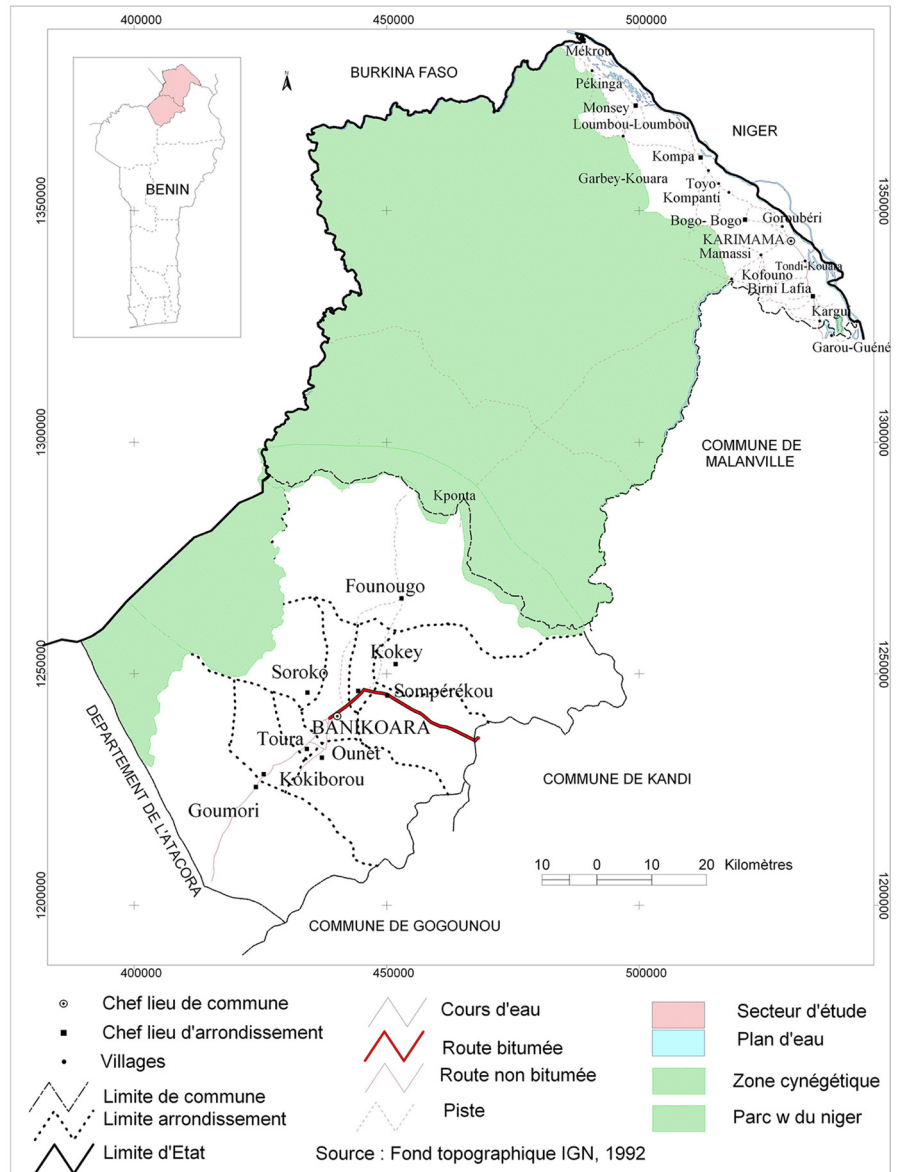 400000
450000
500000
Mékrou
BURKINA FASO
N
Pékinga
Monsey
Loumbou-Loumbou
NIGER
Kompa
Garbey-Kouara
Toyo
Kompanti
BENIN
1350000
1350000
Bogo- Bogo
Goroubéri
KARIMAMA
Mamassi
Tondi-Kouara
Kofouno
Birni Lafia
Kargui
Garou-Guéné
1300000
1300000
COMMUNE DE
MALANVILLE
Kponta
Founougo
1250000
1250000
Kokey
Soroko
Sompérékou
BANIKOARA
Toura
Ounet
Kokiborou
Goumori
COMMUNE DE KANDI
DEPARTEMENT DE L'ATACORA
10 0 10 20 Kilomètres
1200000
1200000
COMMUNE DE GOGOUNOU
400000
450000
500000
Chef lieu de commune
Chef lieu d'arrondissement
Villages
Limite de commune
Limite arrondissement
Limite d'Etat
Cours d'eau
Route bitumée
Route non bitumée
Piste
Secteur d'étude
Plan d'eau
Zone cynégétique
Parc w du niger
Source : Fond topographique IGN, 1992